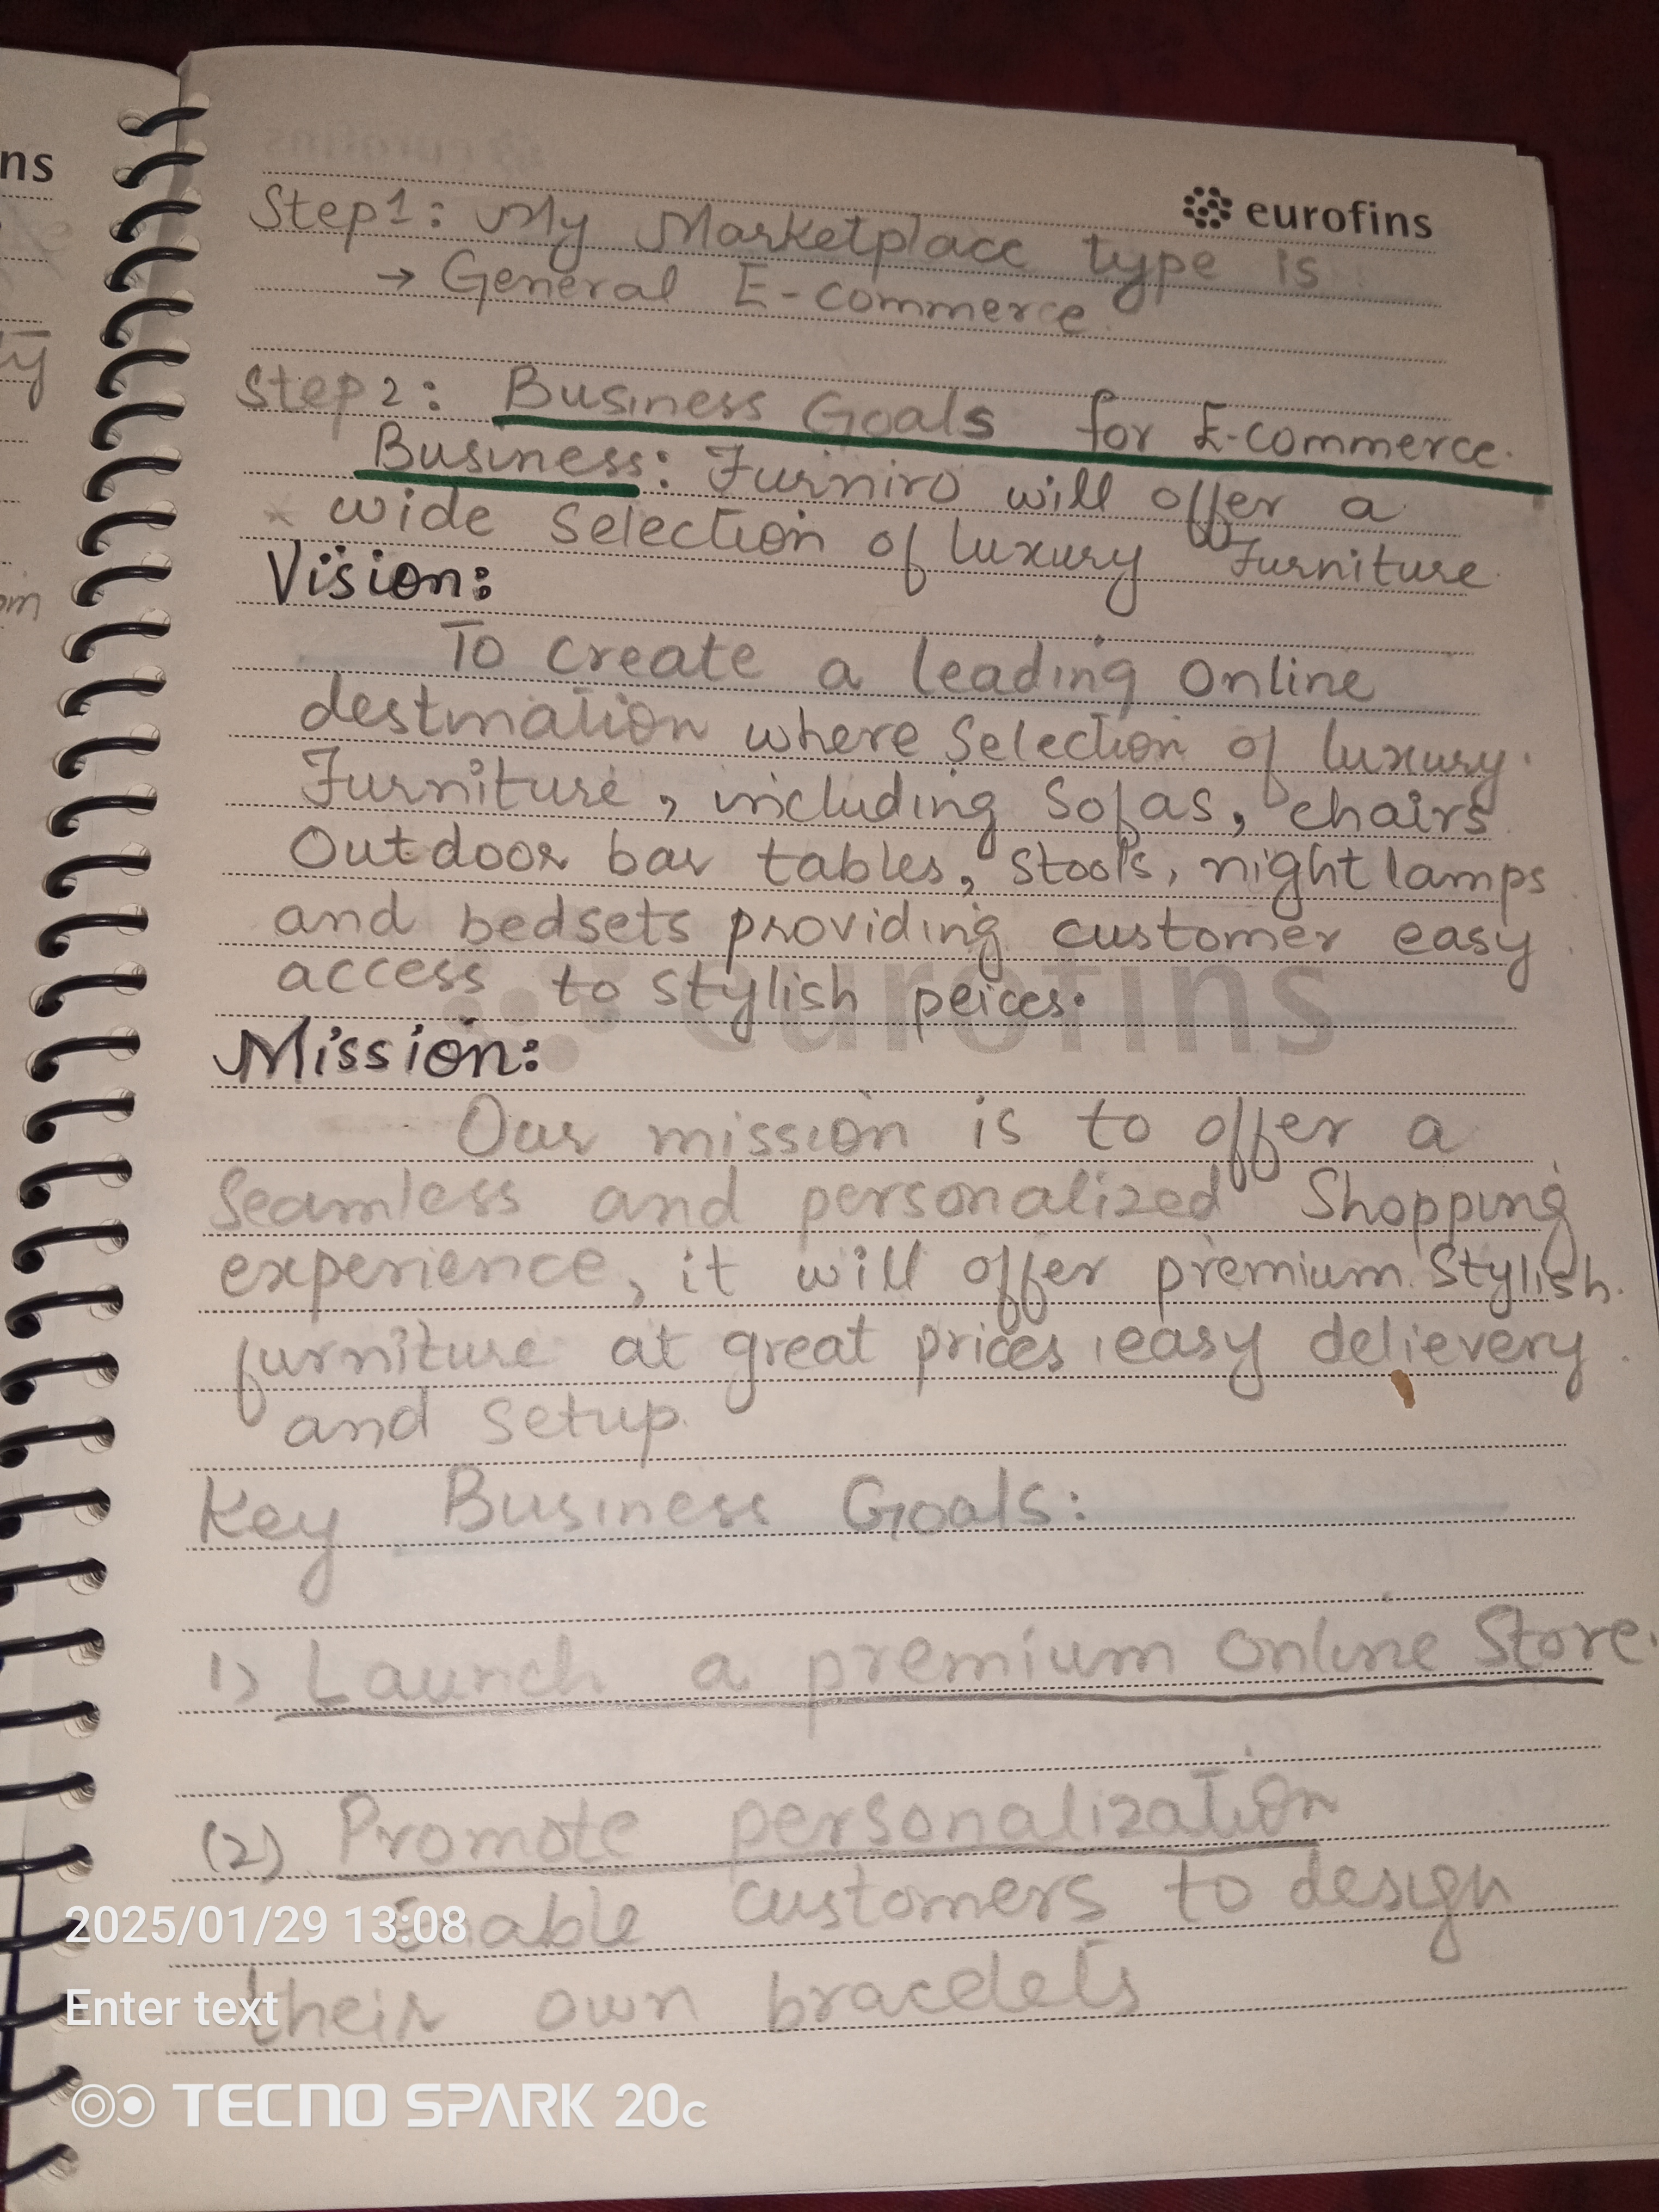 ns
eurofins
Step1: My Marketplace type is
→ General E-commerce.
Step2: Business Goals for E-commerce.
Business: Furniro will offer a
wide selection of luxury Furniture
Vision:
To create a leading Online
destination where selection of luxury
Furniture, including Sofas, chairs
Outdoor bar tables, Stools, night lamps
and bedsets providing customer easy
access to stylish peices.
eurofins
Mission:
Our mission is to offer a
Seamless and personalized Shopping
experience, it will offer premium Stylish
furniture at great prices, easy delievery
and setup.
Key Business Goals:
1) Launch a premium Online Store.
(2) Promote personalization
Enable customers to design
their own bracelets
2025/01/29 13:08
Enter text
TECNO SPARK 20c